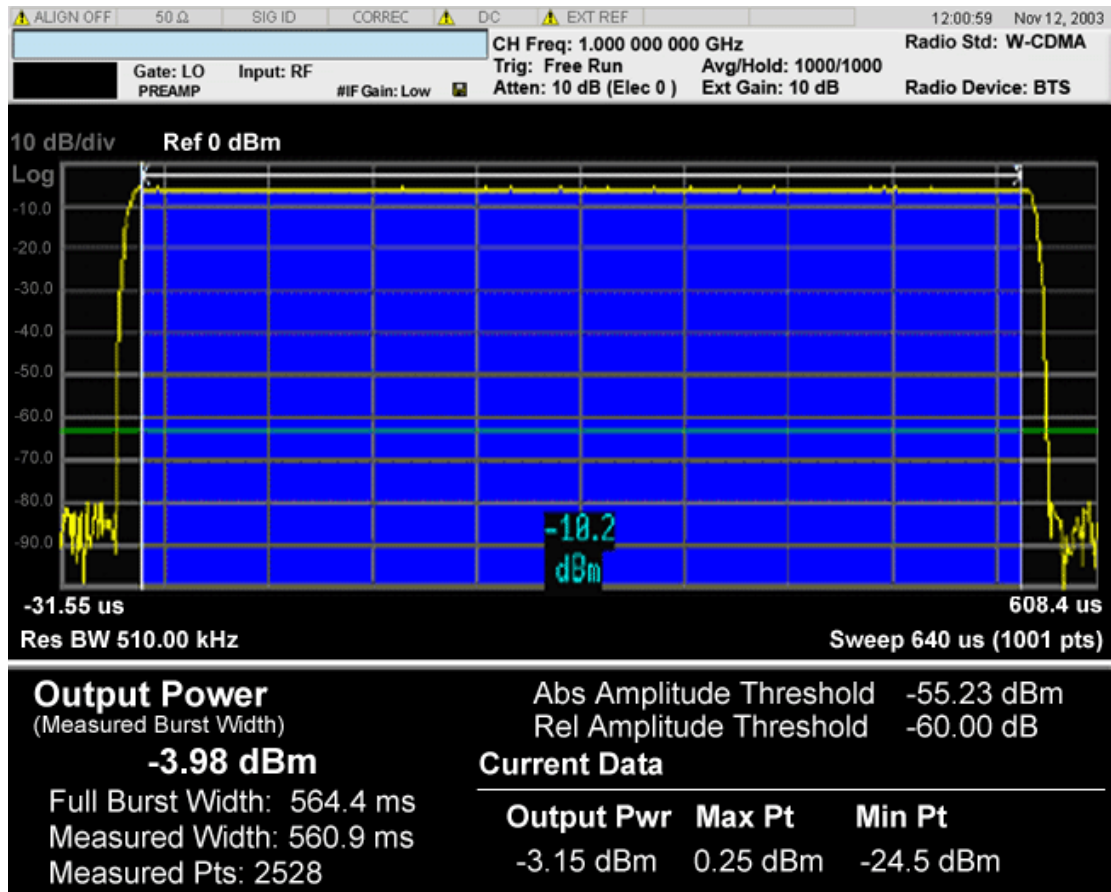 ALIGN OFF 50 Ω SIG ID CORREC DC EXT REF 12:00:59 Nov 12, 2003
CH Freq: 1.000 000 000 GHz Radio Std: W-CDMA
Gate: LO Input: RF Trig: Free Run Avg/Hold: 1000/1000
PREAMP #IF Gain: Low Atten: 10 dB (Elec 0 ) Ext Gain: 10 dB Radio Device: BTS
10 dB/div Ref 0 dBm
Log
-10.0
-20.0
-30.0
-40.0
-50.0
-60.0
-70.0
-80.0
-90.0
-10.2
dBm
-31.55 us 608.4 us
Res BW 510.00 kHz Sweep 640 us (1001 pts)
Output Power
(Measured Burst Width)
-3.98 dBm
Full Burst Width: 564.4 ms
Measured Width: 560.9 ms
Measured Pts: 2528
Abs Amplitude Threshold -55.23 dBm
Rel Amplitude Threshold -60.00 dB
Current Data
Output Pwr Max Pt Min Pt
-3.15 dBm 0.25 dBm -24.5 dBm